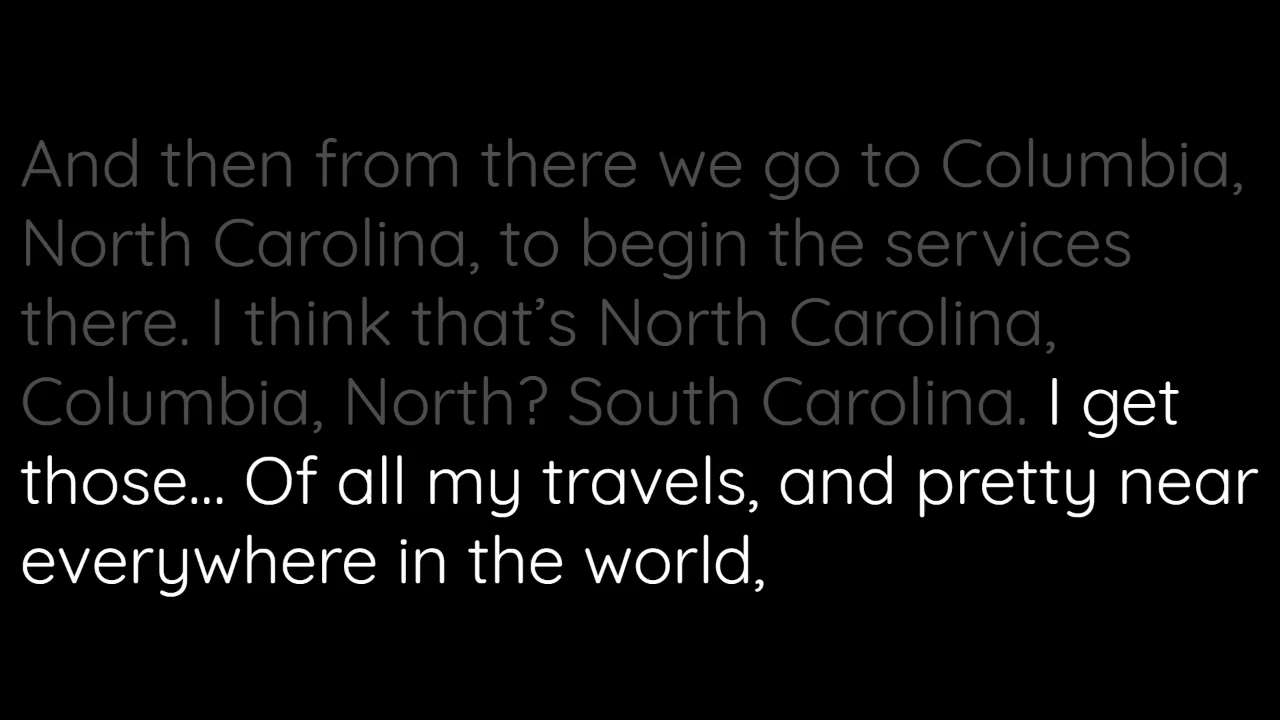 And then from there we go to Columbia,
North Carolina, to begin the services
there. I think that’s North Carolina,
Columbia, North? South Carolina. I get
those... Of all my travels, and pretty near
everywhere in the world,